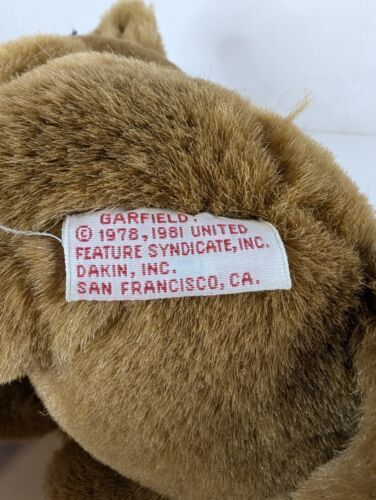 GARFIELD:
© 1978, 1981 UNITED
FEATURE SYNDICATE, INC.
DAKIN, INC.
SAN FRANCISCO, CA.